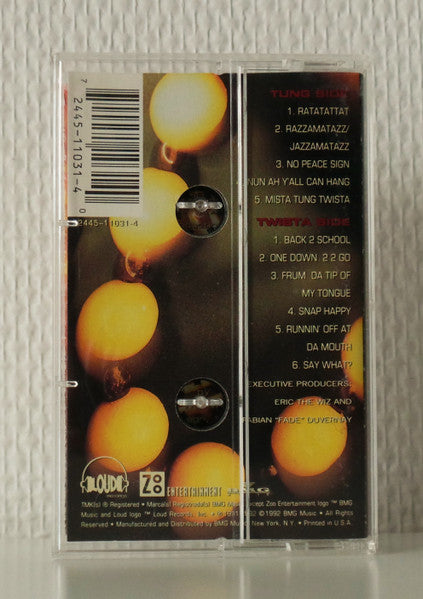 7
2445-11031-4
0
2445-11031-4
TUNG SIDE
1. RATATATTAT
2. RAZZAMATAZZ/
JAZZAMATAZZ
3. NO PEACE SIGN
NUN AH Y'ALL CAN HANG
5. MISTA TUNG TWISTA
TWISTA SIDE
1. BACK 2 SCHOOL
2. ONE DOWN 2 2 GO
3. FRUM DA TIP OF
MY TONGUE
4. SNAP HAPPY
5. RUNNIN' OFF AT
DA MOUTH
6. SAY WHAT?
EXECUTIVE PRODUCERS:
ERIC THE WIZ AND
FABIAN "FADE" DUVERNAY
LOUD
records
ZOO
ENTERTAINMENT
BMG
TMK(s) ® Registered • Marca(s) Registrada(s) BMG Music except Zoo Entertainment logo ™ BMG
Music and Loud logo ™ Loud Records, Inc. • 1992 © 1992 BMG Music • All Rights
Reserved • Manufactured and Distributed by BMG Music, New York, N.Y. • Printed in U.S.A.